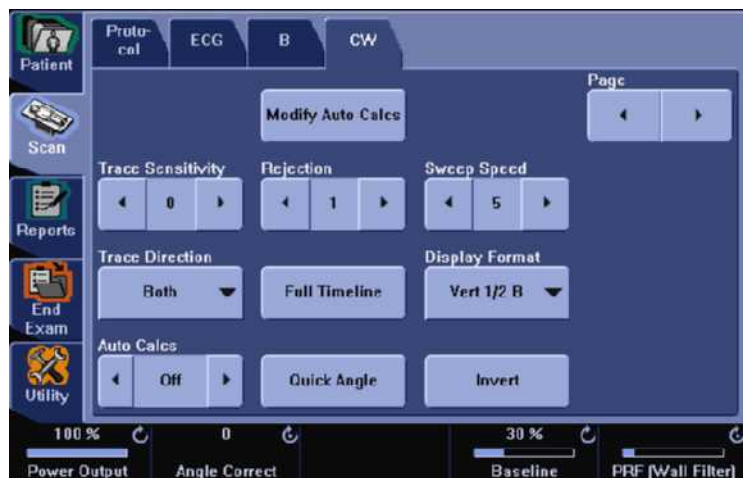 Patient
Scan
Reports
End
Exam
Utility
Proto-
col
ECG
B
CW
Page
Modify Auto Calcs
Trace Sensitivity
Rejection
Sweep Speed
0
1
5
Trace Direction
Display Format
Both
Full Timeline
Vert 1/2 B
Auto Calcs
Off
Quick Angle
Invert
100 %
0
30 %
Power Output
Angle Correct
Baseline
PRF (Wall Filter)